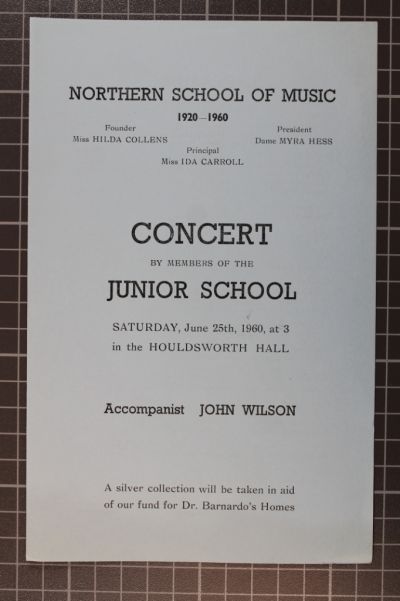 NORTHERN SCHOOL OF MUSIC
1920—1960
Founder
Miss HILDA COLLENS
President
Dame MYRA HESS
Principal
Miss IDA CARROLL
CONCERT
BY MEMBERS OF THE
JUNIOR SCHOOL
SATURDAY, June 25th, 1960, at 3
in the HOULDSWORTH HALL
Accompanist JOHN WILSON
A silver collection will be taken in aid
of our fund for Dr. Barnardo's Homes